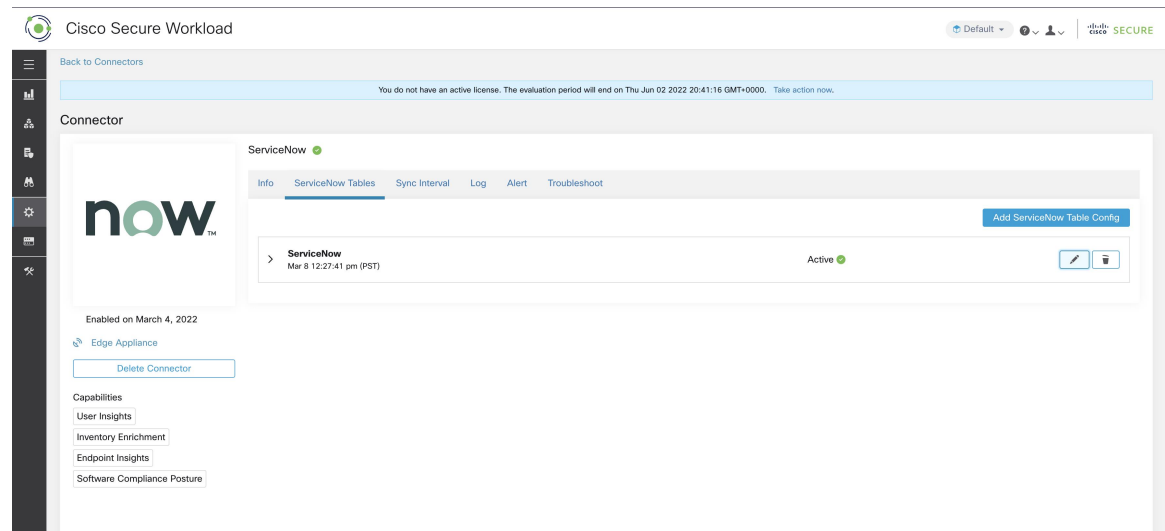 Cisco Secure Workload
Default
cisco SECURE
Back to Connectors
You do not have an active license. The evaluation period will end on Thu Jun 02 2022 20:41:16 GMT+0000. Take action now.
Connector
now.™
ServiceNow
Info ServiceNow Tables Sync Interval Log Alert Troubleshoot
Add ServiceNow Table Config
ServiceNow
Mar 8 12:27:41 pm (PST)
Active
Enabled on March 4, 2022
Edge Appliance
Delete Connector
Capabilities
User Insights
Inventory Enrichment
Endpoint Insights
Software Compliance Posture